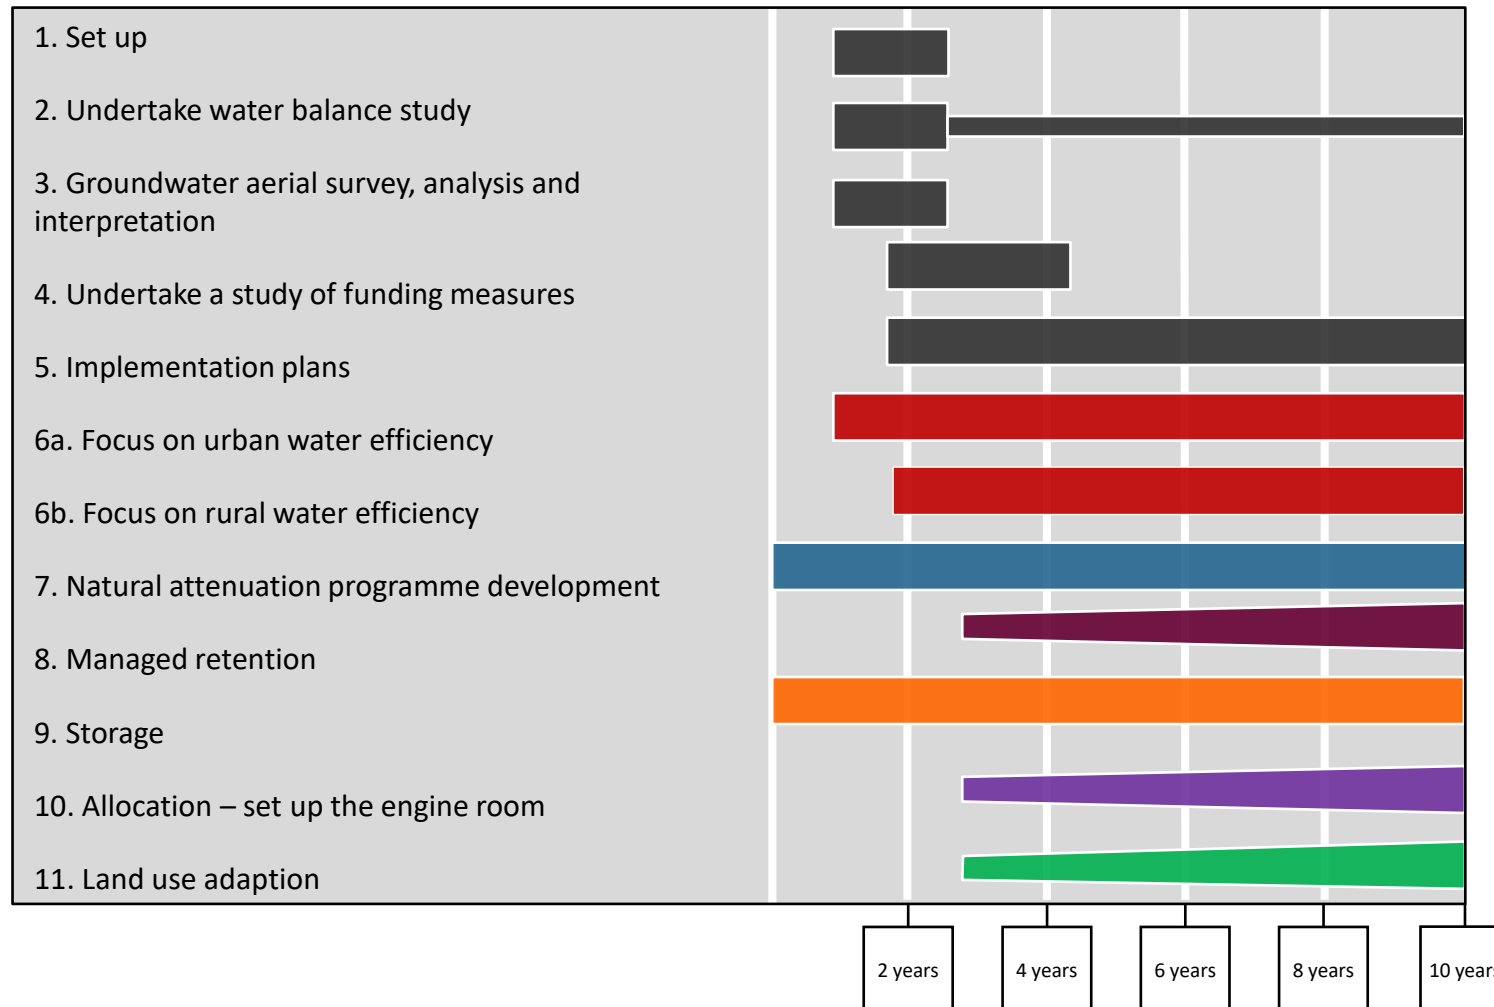 1. Set up
2. Undertake water balance study
3. Groundwater aerial survey, analysis and
interpretation
4. Undertake a study of funding measures
5. Implementation plans
6a. Focus on urban water efficiency
6b. Focus on rural water efficiency
7. Natural attenuation programme development
8. Managed retention
9. Storage
10. Allocation – set up the engine room
11. Land use adaption
2 years
4 years
6 years
8 years
10 years